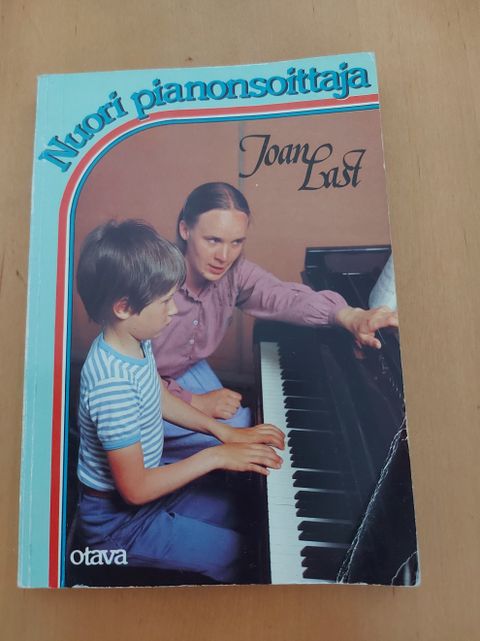 Nuori pianonsoittaja
Joan
Last
otava